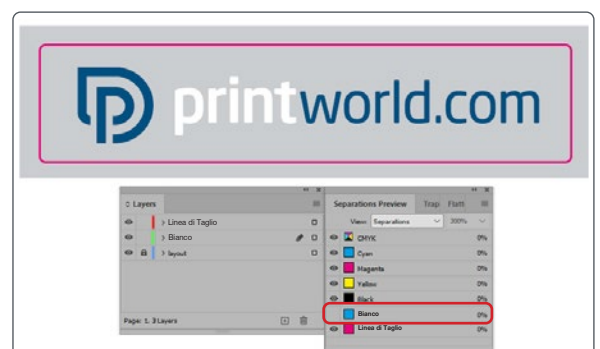 printworld.com
Layers
Linea di Taglio
Bianco
layout
Page: 1, 3 Layers
Separations Preview Trap Flatt
View: Separations 300%
CMYK 0%
Cyan 0%
Magenta 0%
Yellow 0%
Black 0%
Bianco 0%
Linea di Taglio 0%